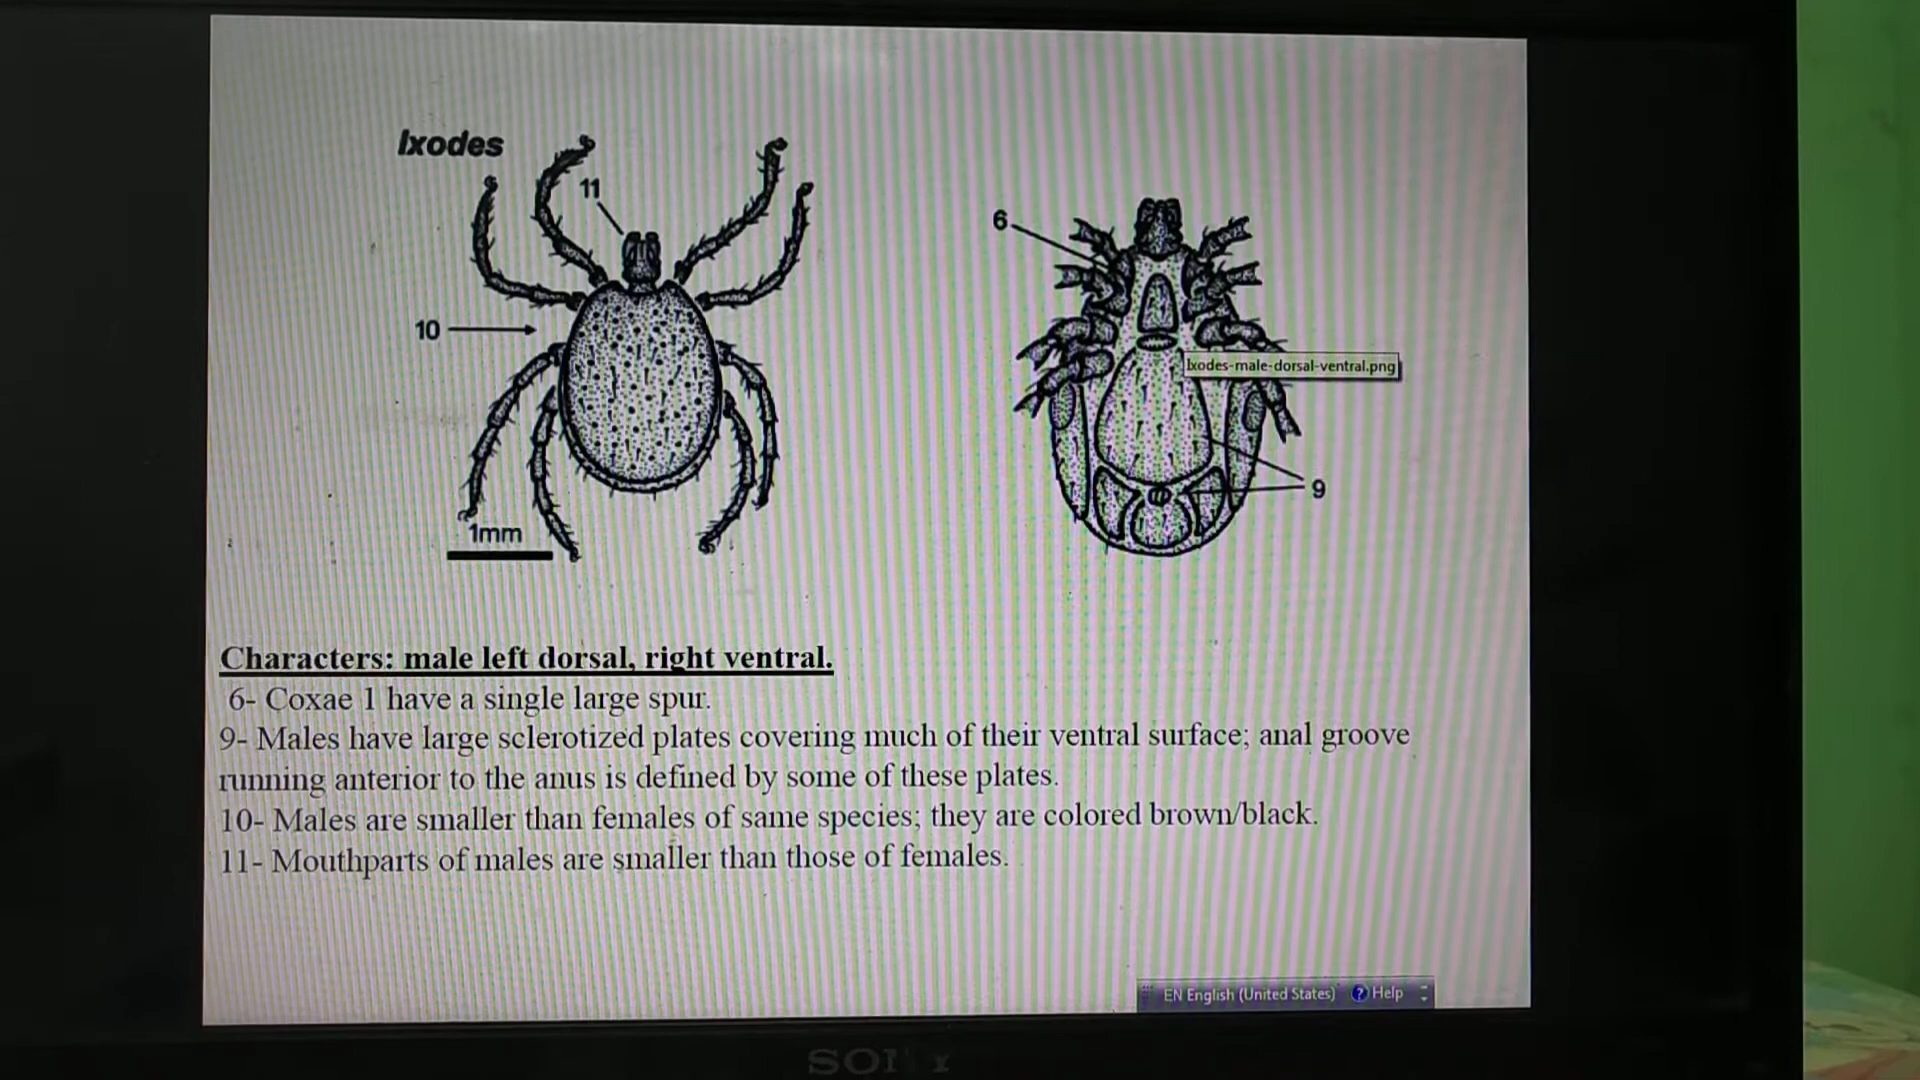 Ixodes
11
6
10
Ixodes-male-dorsal-ventral.png
9
1mm
Characters: male left dorsal, right ventral.
6- Coxae 1 have a single large spur.
9- Males have large sclerotized plates covering much of their ventral surface; anal groove
running anterior to the anus is defined by some of these plates.
10- Males are smaller than females of same species; they are colored brown/black.
11- Mouthparts of males are smaller than those of females.
EN English (United States) ? Help
SONY